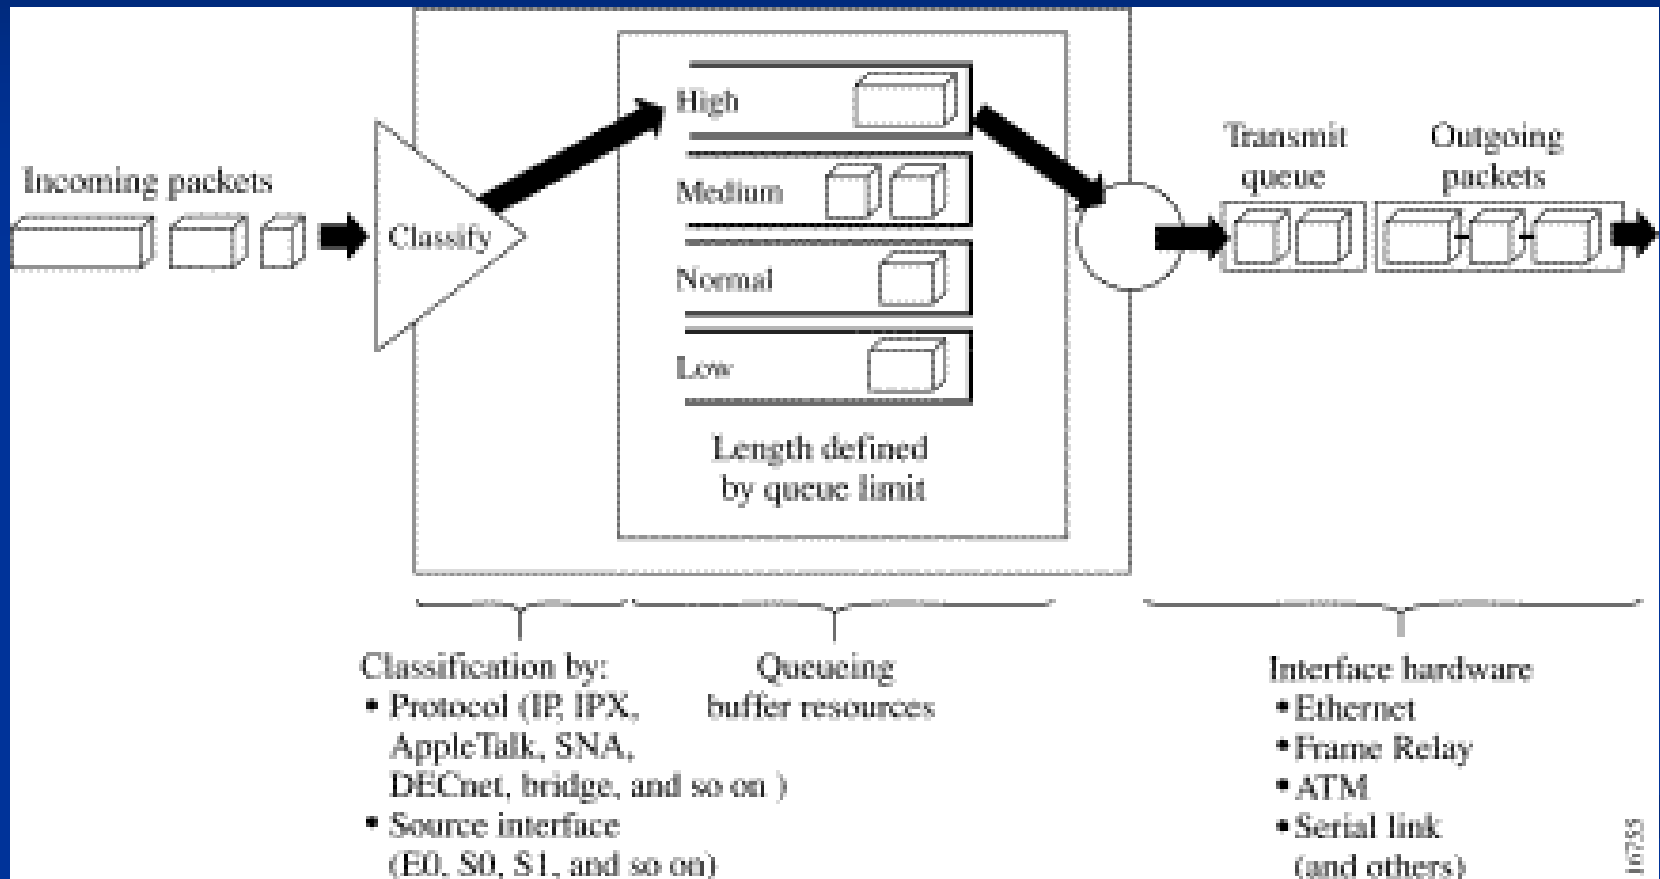 Incoming packets
Classify
High
Medium
Normal
Low
Length defined
by queue limit
Transmit
queue
Outgoing
packets
Classification by:
• Protocol (IP, IPX,
AppleTalk, SNA,
DECnet, bridge, and so on )
• Source interface
(E0, S0, S1, and so on)
Queueing
buffer resources
Interface hardware
• Ethernet
• Frame Relay
• ATM
• Serial link
(and others)
16755